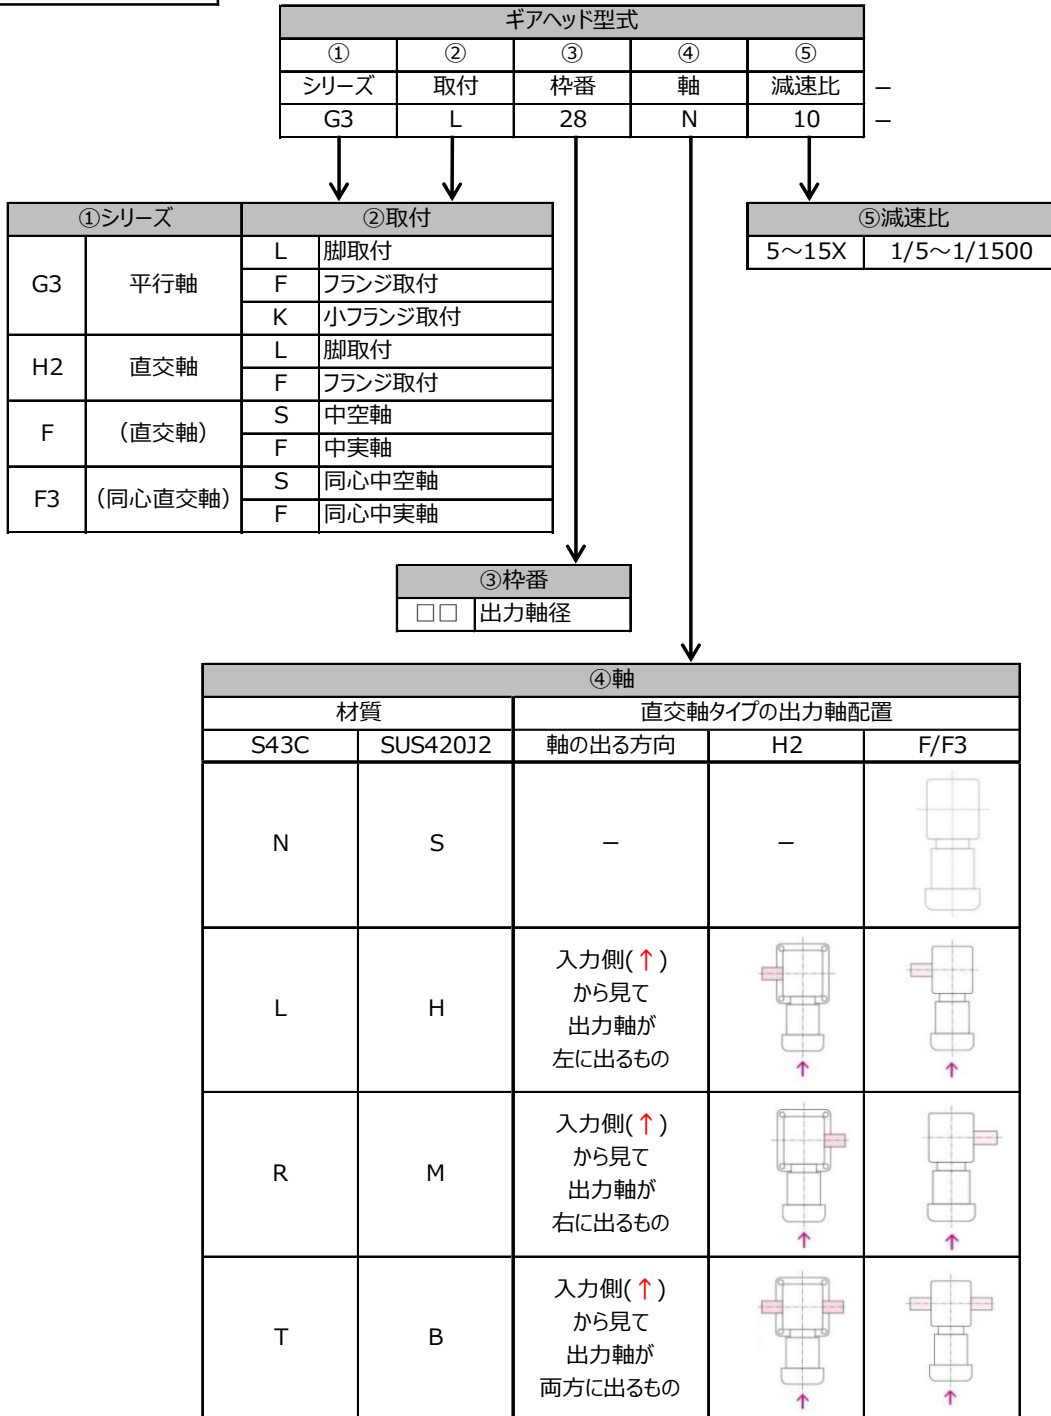 ギアヘッド型式
① ② ③ ④ ⑤
シリーズ 取付 枠番 軸 減速比 －
G3 L 28 N 10 －
①シリーズ ②取付
G3 平行軸 L 脚取付
F フランジ取付
K 小フランジ取付
H2 直交軸 L 脚取付
F フランジ取付
F （直交軸） S 中空軸
F 中実軸
F3 （同心直交軸） S 同心中空軸
F 同心中実軸
⑤減速比
5～15X 1/5～1/1500
③枠番
□□ 出力軸径
④軸
材質 直交軸タイプの出力軸配置
S43C SUS420J2 軸の出る方向 H2 F/F3
N S － －
L H 入力側(↑)
から見て
出力軸が
左に出るもの
R M 入力側(↑)
から見て
出力軸が
右に出るもの
T B 入力側(↑)
から見て
出力軸が
両方に出るもの